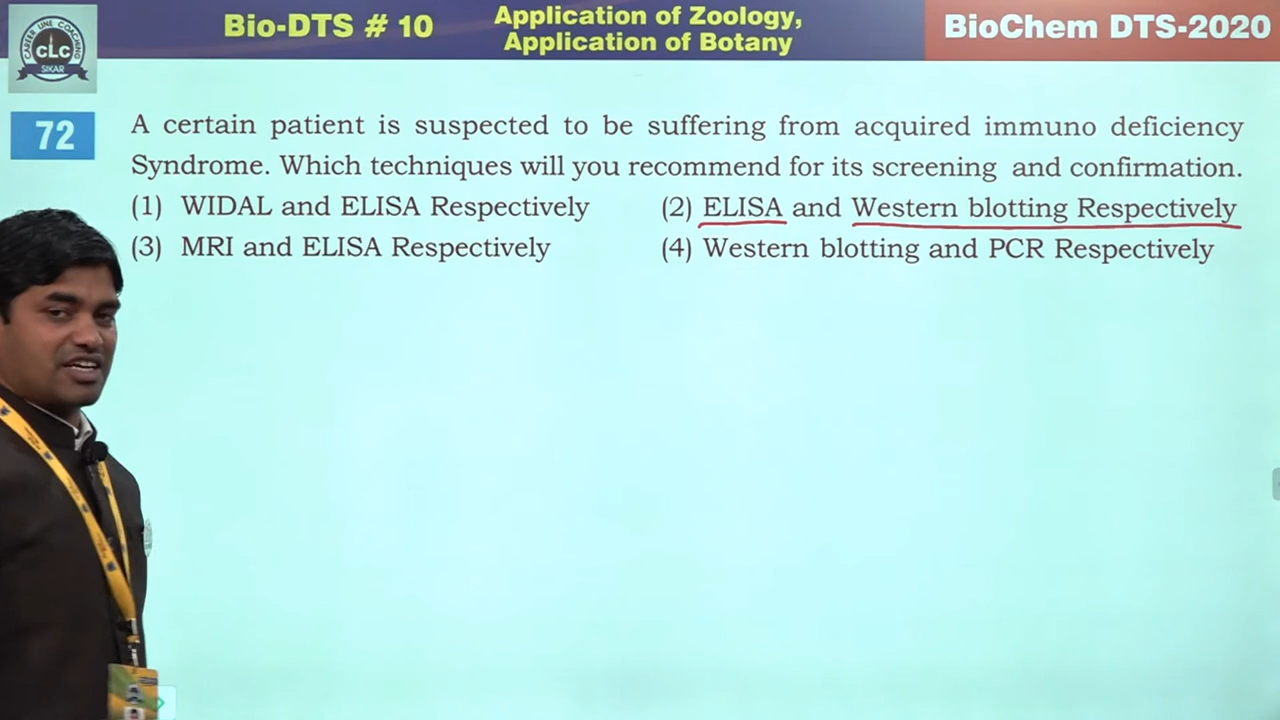 Bio-DTS # 10
Application of Zoology,
Application of Botany
BioChem DTS-2020
CAREER LINE COACHING
CLC
SIKAR
72
A certain patient is suspected to be suffering from acquired immuno deficiency
Syndrome. Which techniques will you recommend for its screening and confirmation.
(1) WIDAL and ELISA Respectively
(2) ELISA and Western blotting Respectively
(3) MRI and ELISA Respectively
(4) Western blotting and PCR Respectively